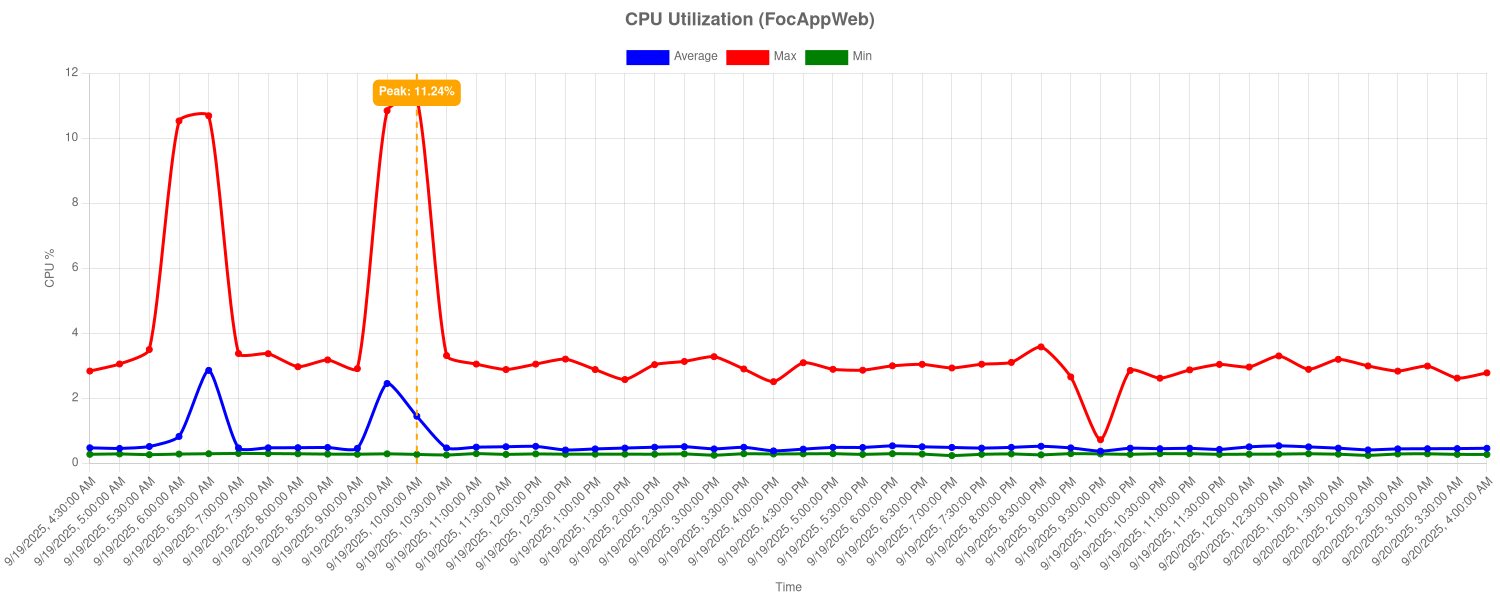 CPU Utilization (FocAppWeb)
Average Max Min
Peak: 11.24%
12
10
8
6
4
2
0
CPU %
9/19/2025, 4:30:00 AM
9/19/2025, 5:00:00 AM
9/19/2025, 5:30:00 AM
9/19/2025, 6:00:00 AM
9/19/2025, 6:30:00 AM
9/19/2025, 7:00:00 AM
9/19/2025, 7:30:00 AM
9/19/2025, 8:00:00 AM
9/19/2025, 8:30:00 AM
9/19/2025, 9:00:00 AM
9/19/2025, 9:30:00 AM
9/19/2025, 10:00:00 AM
9/19/2025, 10:30:00 AM
9/19/2025, 11:00:00 AM
9/19/2025, 11:30:00 AM
9/19/2025, 12:00:00 PM
9/19/2025, 12:30:00 PM
9/19/2025, 1:00:00 PM
9/19/2025, 1:30:00 PM
9/19/2025, 2:00:00 PM
9/19/2025, 2:30:00 PM
9/19/2025, 3:00:00 PM
9/19/2025, 3:30:00 PM
9/19/2025, 4:00:00 PM
9/19/2025, 4:30:00 PM
9/19/2025, 5:00:00 PM
9/19/2025, 5:30:00 PM
9/19/2025, 6:00:00 PM
9/19/2025, 6:30:00 PM
9/19/2025, 7:00:00 PM
9/19/2025, 7:30:00 PM
9/19/2025, 8:00:00 PM
9/19/2025, 8:30:00 PM
9/19/2025, 9:00:00 PM
9/19/2025, 9:30:00 PM
9/19/2025, 10:00:00 PM
9/19/2025, 10:30:00 PM
9/19/2025, 11:00:00 PM
9/19/2025, 11:30:00 PM
9/20/2025, 12:00:00 AM
9/20/2025, 12:30:00 AM
9/20/2025, 1:00:00 AM
9/20/2025, 1:30:00 AM
9/20/2025, 2:00:00 AM
9/20/2025, 2:30:00 AM
9/20/2025, 3:00:00 AM
9/20/2025, 3:30:00 AM
9/20/2025, 4:00:00 AM
Time